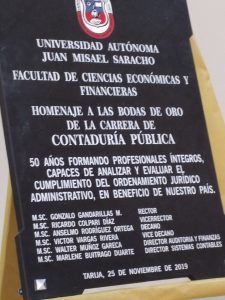 UNIVERSIDAD AUTÓNOMA
JUAN MISAEL SARACHO
FACULTAD DE CIENCIAS ECONÓMICAS Y
FINANCIERAS
HOMENAJE A LAS BODAS DE ORO
DE LA CARRERA DE
CONTADURÍA PÚBLICA
50 AÑOS FORMANDO PROFESIONALES ÍNTEGROS,
CAPACES DE ANALIZAR Y EVALUAR EL
CUMPLIMIENTO DEL ORDENAMIENTO JURÍDICO
ADMINISTRATIVO, EN BENEFICIO DE NUESTRO PAÍS.
M.SC. GONZALO GANDARILLAS M. RECTOR
M.SC. RICARDO COLPARI DÍAZ VICERRECTOR
M.SC. ANSELMO RODRÍGUEZ ORTEGA DECANO
M.SC. VICTOR VARGAS RIVERA VICE DECANO
M.SC. WALTER MUÑOZ GARECA DIRECTOR AUDITORIA Y FINANZAS
M.SC. MARLENE BUITRAGO DUARTE DIRECTOR SISTEMAS CONTABLES
TARIJA, 25 DE NOVIEMBRE DE 2019